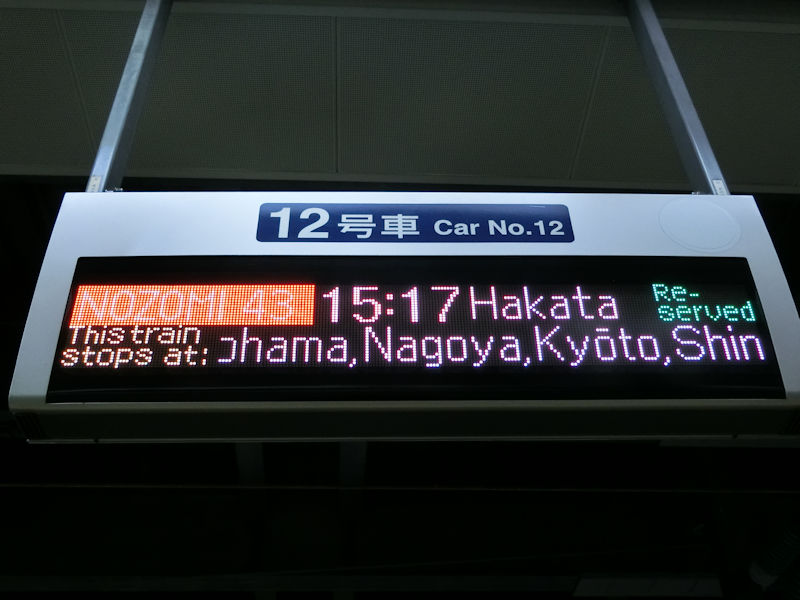 12号車 Car No.12
NOZOMI 43 15:17 Hakata Re-served
This train stops at: ohama,Nagoya,Kyōto,Shin